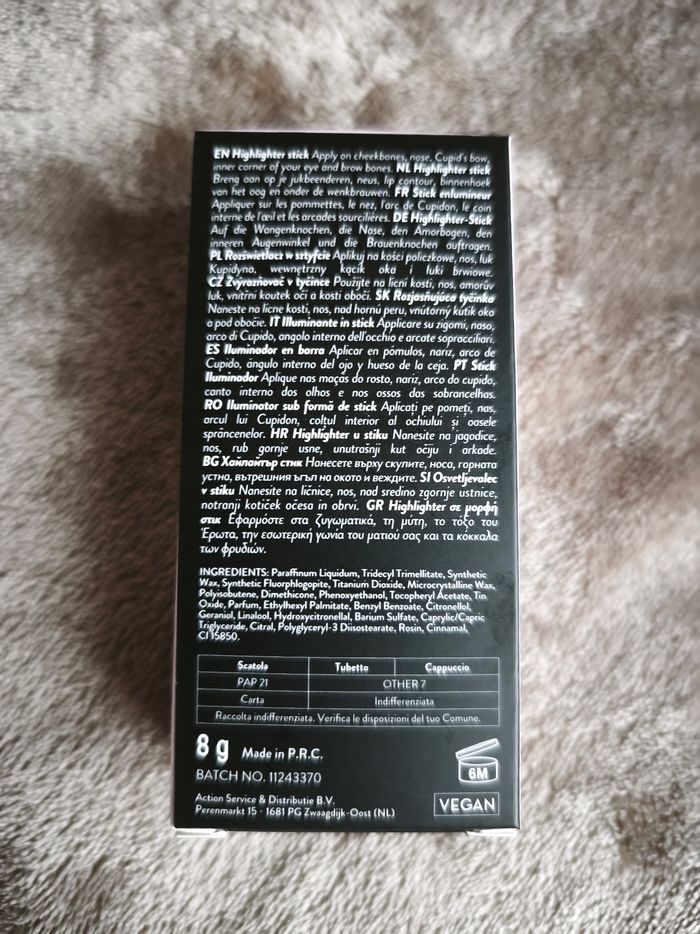 EN Highlighter stick Apply on cheekbones, nose, Cupid's bow,
inner corner of your eye and brow bones. NL Highlighter stick
Breng aan op je jukbeenderen, neus, lip contour, binnenhoek
van het oog en onder de wenkbrauwen. FR Stick enlumineur
Appliquer sur les pommettes, le nez, l'arc de Cupidon, le coin
interne de l'œil et les arcades sourcilières. DE Highlighter-Stick
Auf die Wangenknochen, die Nase, den Amorbogen, den
inneren Augenwinkel und die Brauenknochen auftragen.
PL Rozświetlacz w sztyfcie Aplikuj na kości policzkowe, nos, łuk
Kupidyna, wewnętrzny kącik oka i łuki brwiowe.
CZ Zvýrazňovač v tyčince Použijte na lícní kosti, nos, amorův
luk, vnitřní koutek očí a kosti obočí. SK Rozjasňujúca tyčinka
Naneste na lícne kosti, nos, nad hornú peru, vnútorný kútik oka
a pod obočie. IT Illuminante in stick Applicare su zigomi, naso,
arco di Cupido, angolo interno dell'occhio e arcate sopracciliari.
ES Iluminador en barra Aplicar en pómulos, nariz, arco de
Cupido, ángulo interno del ojo y hueso de la ceja. PT Stick
Iluminador Aplique nas maçãs do rosto, nariz, arco do cupido,
canto interno dos olhos e nos ossos das sobrancelhas.
RO Iluminator sub formă de stick Aplicați pe pomeți, nas,
arcul lui Cupidon, colțul interior al ochiului și oasele
sprâncenelor. HR Highlighter u stiku Nanesite na jagodice,
nos, rub gornje usne, unutrašnji kut očiju i arkade.
BG Хайлайтър стик Нанесете върху скулите, носа, горната
устна, вътрешния ъгъл на окото и веждите. SI Osvetljevalec
v stiku Nanesite na ličnice, nos, nad sredino zgornje ustnice,
notranji kotiček očesa in obrvi. GR Highlighter σε μορφή
στικ Εφαρμόστε στα ζυγωματικά, τη μύτη, το τόξο του
Έρωτα, την εσωτερική γωνία του ματιού σας και τα κόκκαλα
των φρυδιών.
INGREDIENTS: Paraffinum Liquidum, Tridecyl Trimellitate, Synthetic
Wax, Synthetic Fluorphlogopite, Titanium Dioxide, Microcrystalline Wax,
Polyisobutene, Dimethicone, Phenoxyethanol, Tocopheryl Acetate, Tin
Oxide, Parfum, Ethylhexyl Palmitate, Benzyl Benzoate, Citronellol,
Geraniol, Linalool, Hydroxycitronellal, Barium Sulfate, Caprylic/Capric
Triglyceride, Citral, Polyglyceryl-3 Diisostearate, Rosin, Cinnamal,
CI 15850.
Scatola Tubetto Cappuccio
PAP 21 OTHER 7
Carta Indifferenziata
Raccolta indifferenziata. Verifica le disposizioni del tuo Comune.
8 g Made in P.R.C.
BATCH NO. 11243370
6M
Action Service & Distributie B.V.
Perenmarkt 15 - 1681 PG Zwaagdijk-Oost (NL)
VEGAN